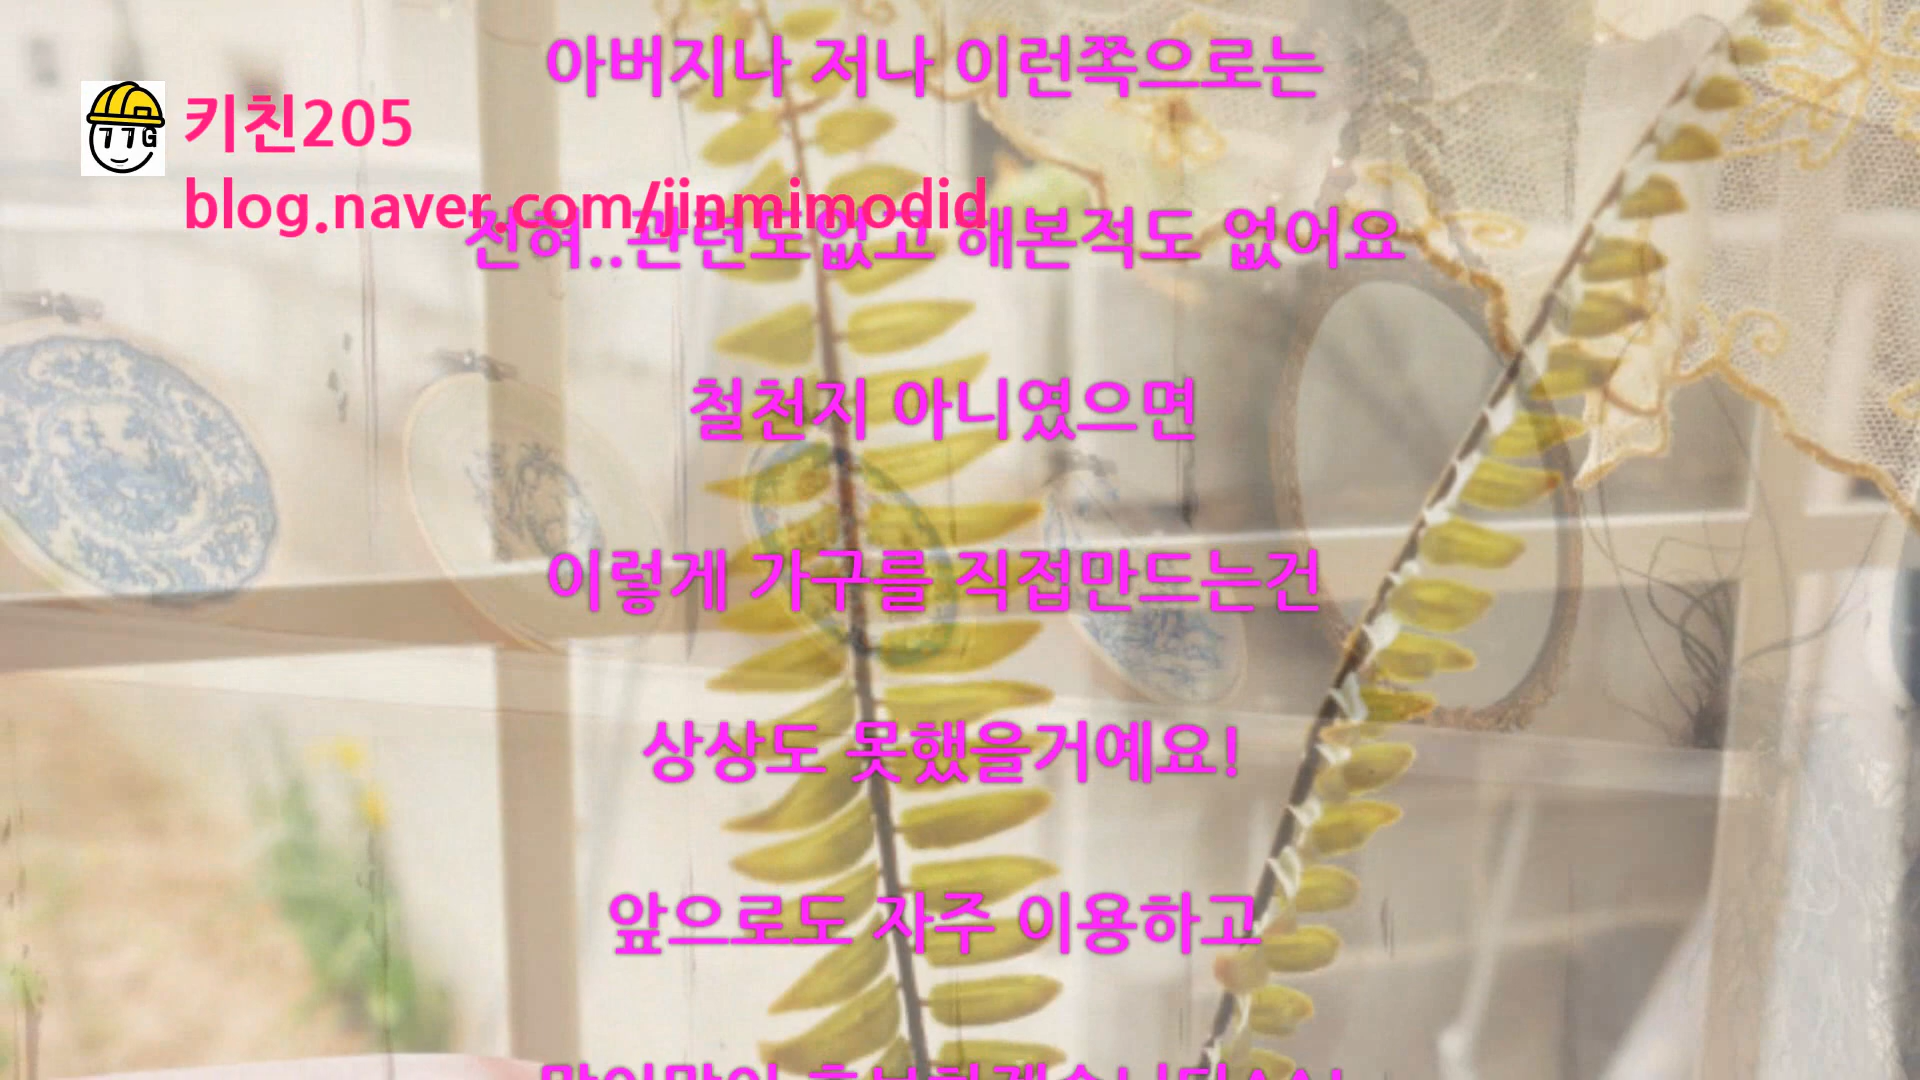 아버지나 저나 이런쪽으로는
77G
키친205
blog.naver.com/jinmimodid
전혀..관련도없고 해본적도 없어요
철천지 아니였으면
이렇게 가구를 직접만드는건
상상도 못했을거예요!
앞으로도 자주 이용하고